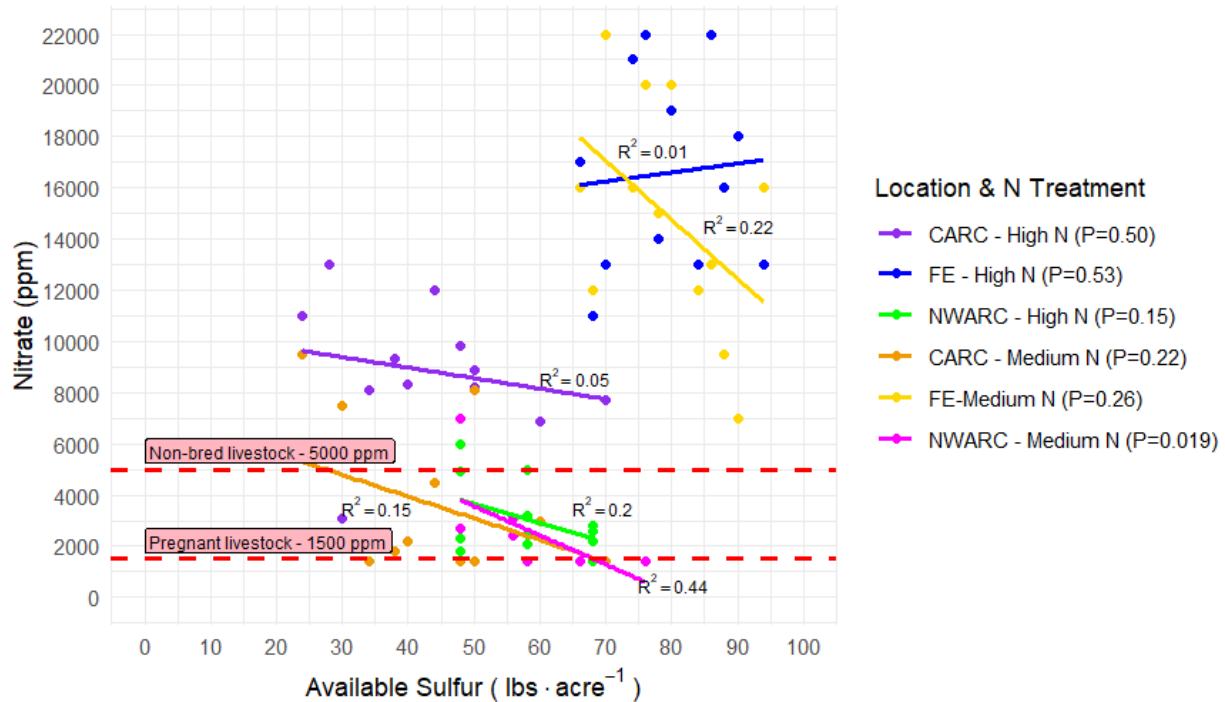 22000
20000
18000
16000
14000
12000
10000
8000
6000
4000
2000
0
Nitrate (ppm)
R² = 0.01
R² = 0.22
R² = 0.05
Non-bred livestock - 5000 ppm
R² = 0.15
R² = 0.2
Pregnant livestock - 1500 ppm
R² = 0.44
0 10 20 30 40 50 60 70 80 90 100
Available Sulfur ( lbs · acre⁻¹ )
Location & N Treatment
CARC - High N (P=0.50)
FE - High N (P=0.53)
NWARC - High N (P=0.15)
CARC - Medium N (P=0.22)
FE-Medium N (P=0.26)
NWARC - Medium N (P=0.019)